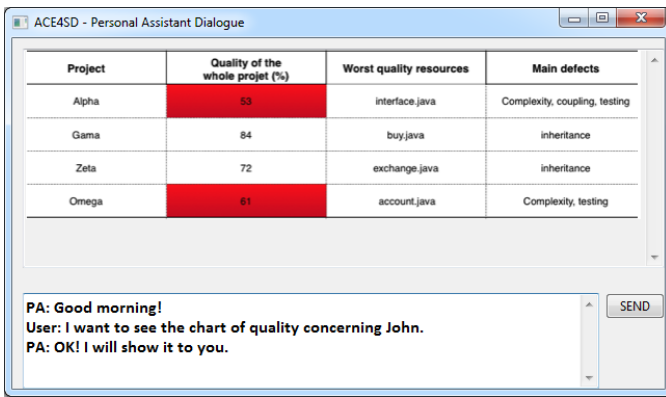 ACE4SD - Personal Assistant Dialogue
Project Quality of the whole projet (%) Worst quality resources Main defects
Alpha 53 interface.java Complexity, coupling, testing
Gama 84 buy.java inheritance
Zeta 72 exchange.java inheritance
Omega 61 account.java Complexity, testing
PA: Good morning!
User: I want to see the chart of quality concerning John.
PA: OK! I will show it to you.
SEND